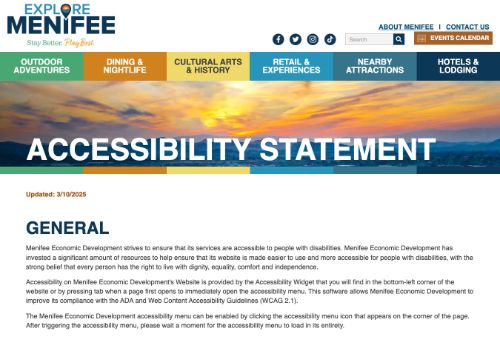 EXPLORE
MENIFEE
Stay Better. Play Best
ABOUT MENIFEE | CONTACT US
Search
EVENTS CALENDAR
OUTDOOR ADVENTURES
DINING & NIGHTLIFE
CULTURAL ARTS & HISTORY
RETAIL & EXPERIENCES
NEARBY ATTRACTIONS
HOTELS & LODGING
ACCESSIBILITY STATEMENT
Updated: 3/10/2025
GENERAL
Menifee Economic Development strives to ensure that its services are accessible to people with disabilities. Menifee Economic Development has
invested a significant amount of resources to help ensure that its website is made easier to use and more accessible for people with disabilities, with
the strong belief that every person has the right to live with dignity, equality, comfort and independence.
Accessibility on Menifee Economic Development's Website is provided by the Accessibility Widget that you will find in the bottom-left corner of the
website or by pressing tab when a page first opens to immediately open the accessibility menu. This software allows Menifee Economic Development to
improve its compliance with the ADA and Web Content Accessibility Guidelines (WCAG 2.1).
The Menifee Economic Development accessibility menu can be enabled by clicking the accessibility menu icon that appears on the corner of the page.
After triggering the accessibility menu, please wait a moment for the accessibility menu to load in its entirety.